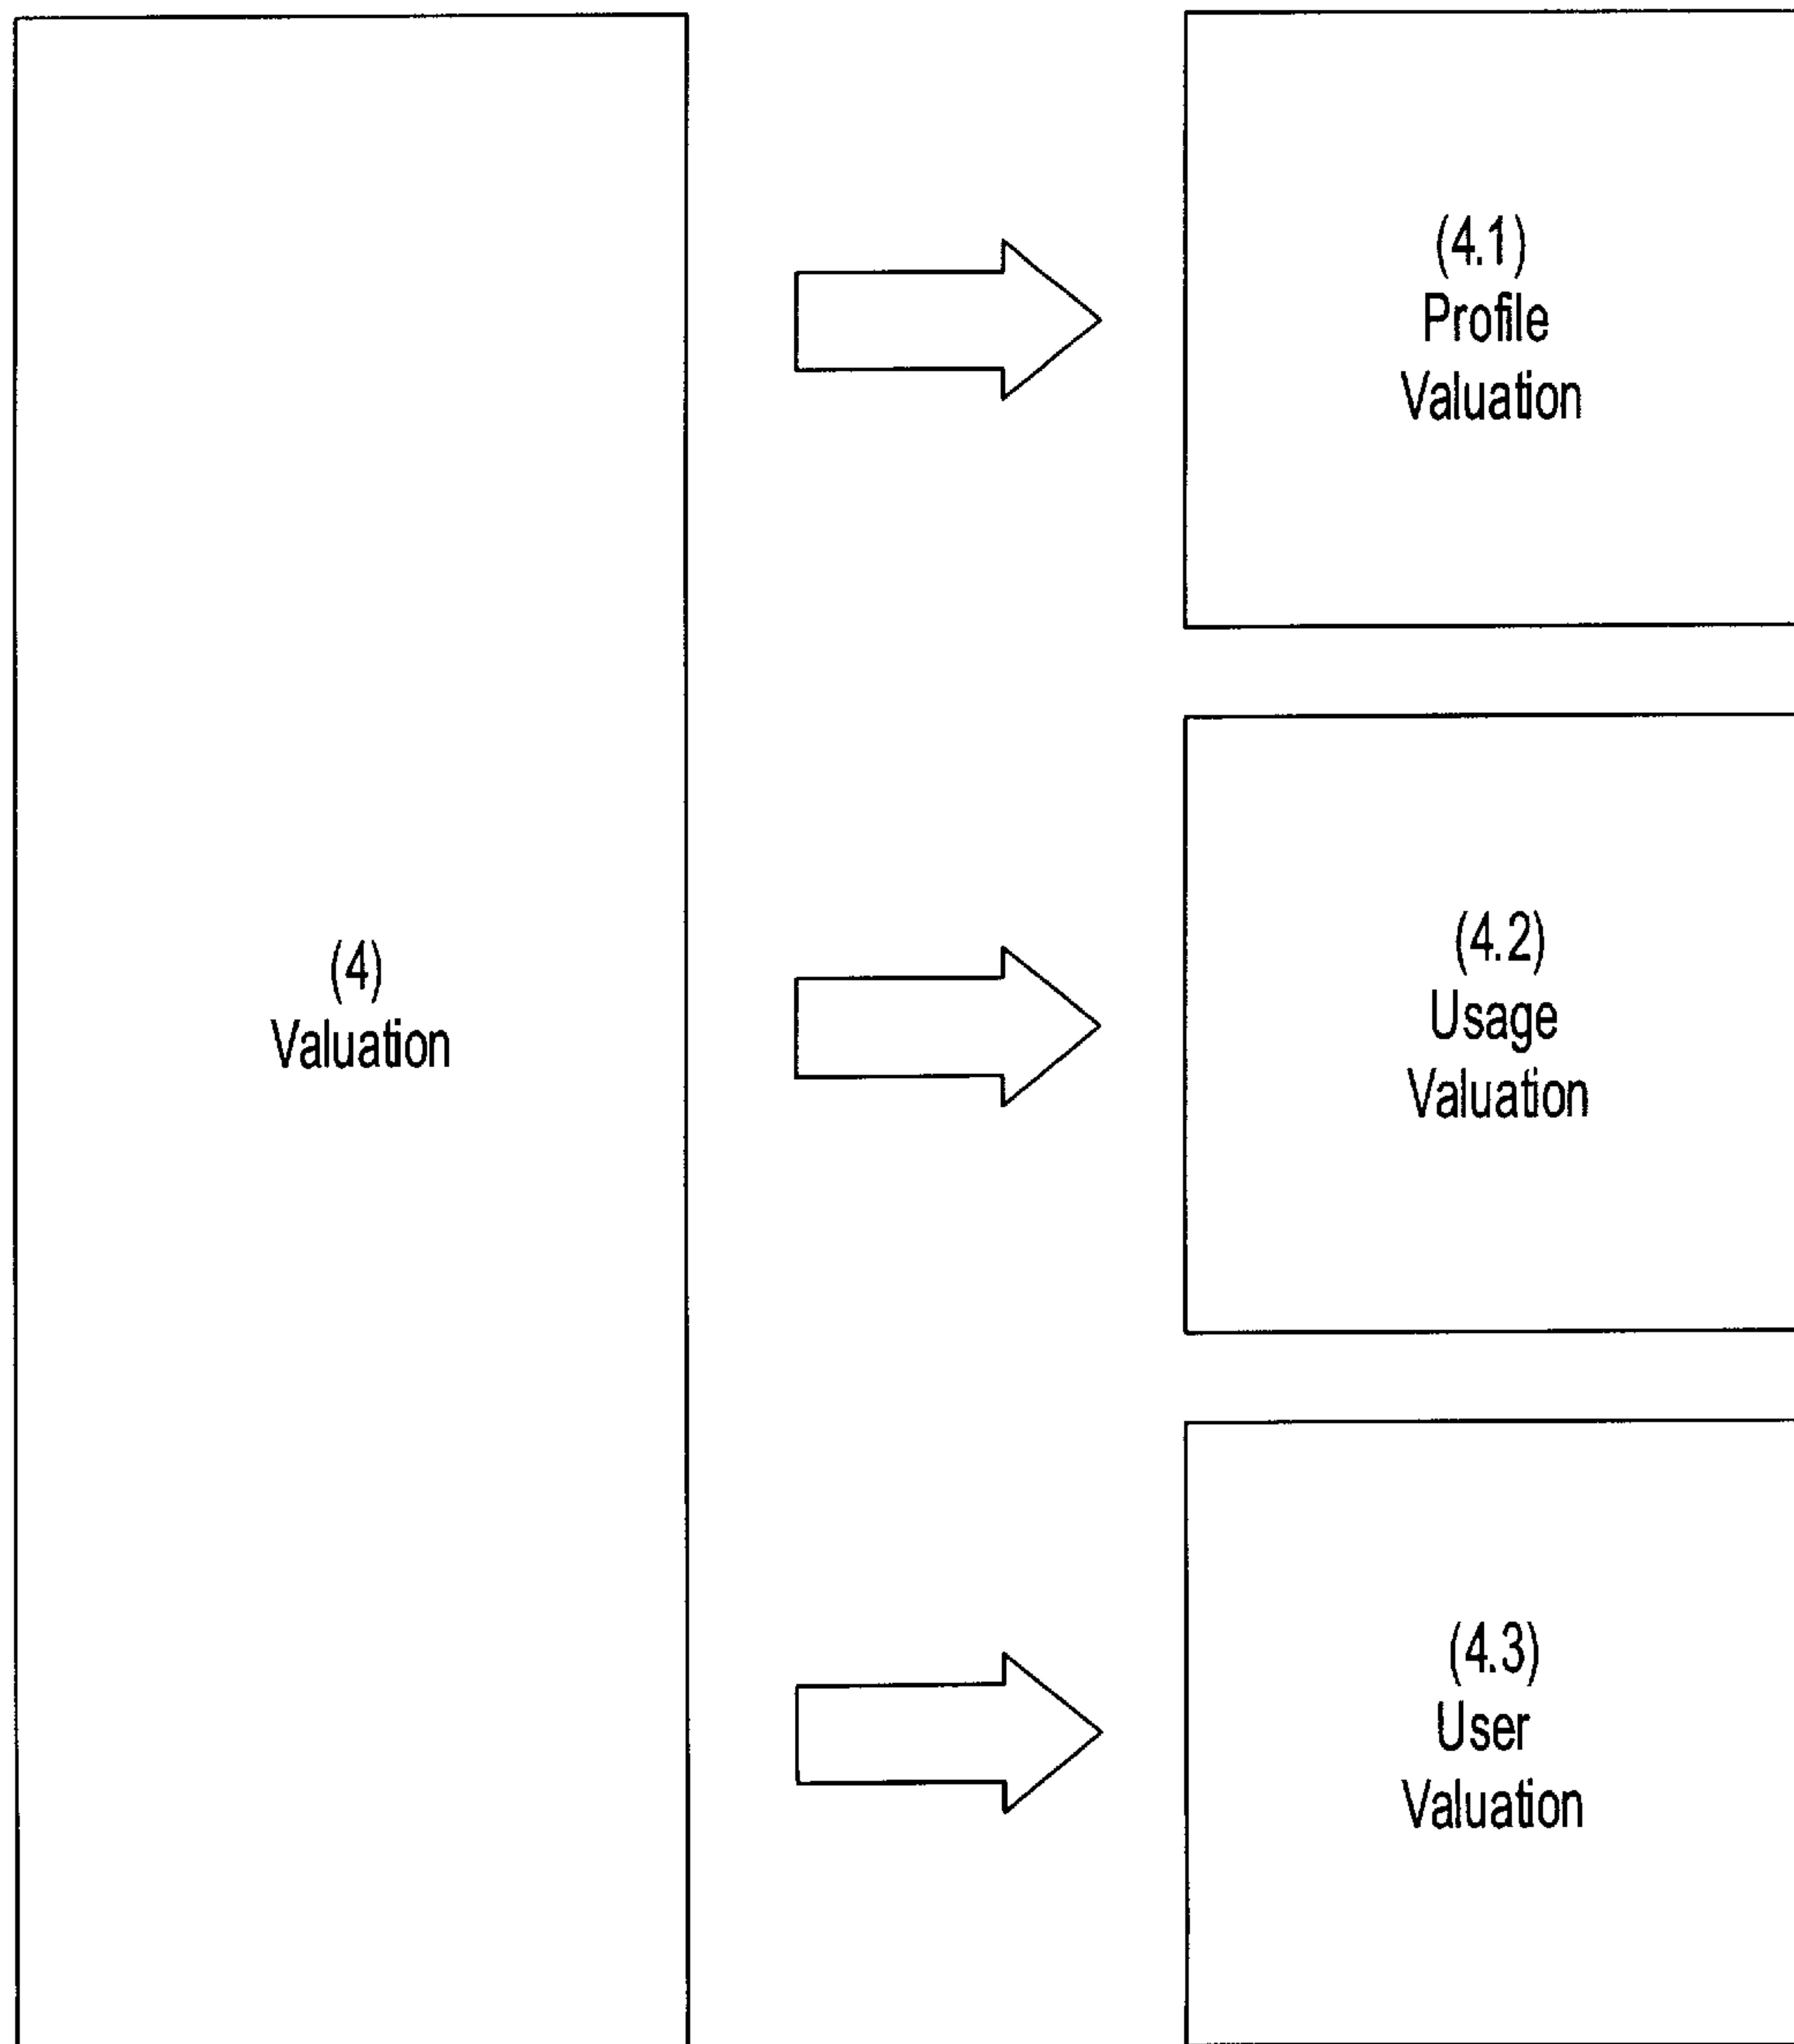 (4)
Valuation
(4.1)
Profile
Valuation
(4.2)
Usage
Valuation
(4.3)
User
Valuation